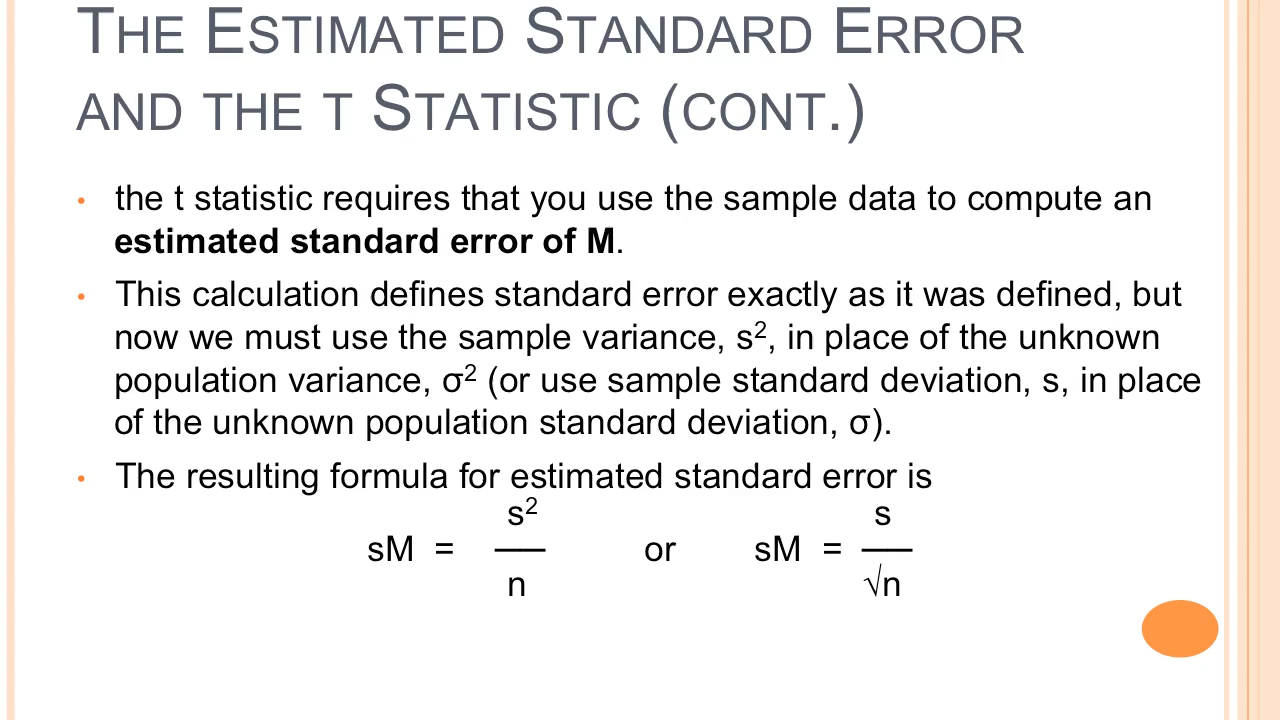 THE ESTIMATED STANDARD ERROR
AND THE T STATISTIC (CONT.)
• the t statistic requires that you use the sample data to compute an
estimated standard error of M.
• This calculation defines standard error exactly as it was defined, but
now we must use the sample variance, s², in place of the unknown
population variance, σ² (or use sample standard deviation, s, in place
of the unknown population standard deviation, σ).
• The resulting formula for estimated standard error is
s² s
sM = ── or sM = ──
n √n